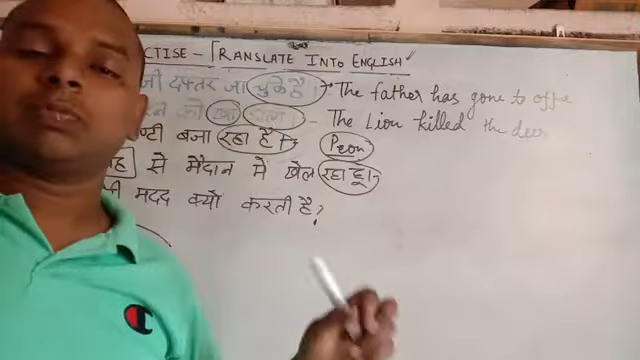 CTISE - TRANSLATE INTO ENGLISH
जी दफ्तर जा चुके है। - The father has gone to offe
को - The Lion killed the deer
ण्टी बजा रहा है। - Peon
ह से मैदान मे खेल रहा हू।
मदद क्यो करती है?